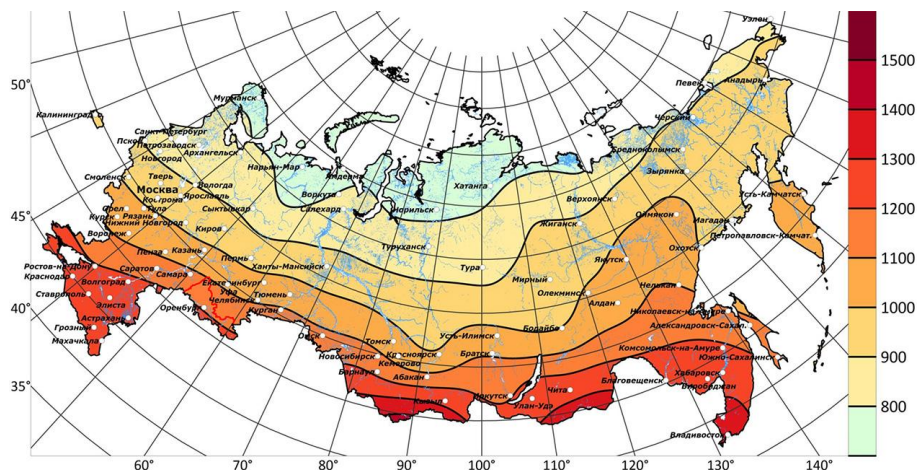 Уэлен
50°
Певек
Анадырь
Мурманск
Калининград
Черский
Санкт-Петербург
Псков
Петрозаводск
Новгород
Архангельск
Среднеколымск
Нарьян-Мар
Зырянка
Смоленск
Тверь
Амдерма
Хатанга
Москва
Вологда
Воркута
Верхоянск
Усть-Камчатск
Кострома
Ярославль
Орел
Тула
Сыктывкар
Салехард
Норильск
Оймякон
45°
Курск
Рязань
Магадан
Нижний Новгород
Жиганск
Петропавловск-Камчат.
Воронеж
Киров
Туруханск
Охотск
Пенза
Казань
Пермь
Якутск
Ростов-на-Дону
Саратов
Ханты-Мансийск
Тура
Краснодар
Самара
Мирный
Волгоград
Екатеринбург
Нелькан
Уфа
Тюмень
Олекминск
Ставрополь
Челябинск
Алдан
Элиста
40°
Оренбург
Курган
Николаевск-на-Амуре
Астрахань
Бодайбо
Александровск-Сахал.
Грозный
Омск
Томск
Усть-Илимск
Махачкала
Комсомольск-на-Амуре
Новосибирск
Красноярск
Братск
Южно-Сахалинск
Кемерово
Барнаул
Абакан
Хабаровск
35°
Благовещенск
Биробиджан
Чита
Кызыл
Иркутск
Улан-Удэ
Владивосток
60°
70°
80°
90°
100°
110°
120°
130°
140°
1500
1400
1300
1200
1100
1000
900
800